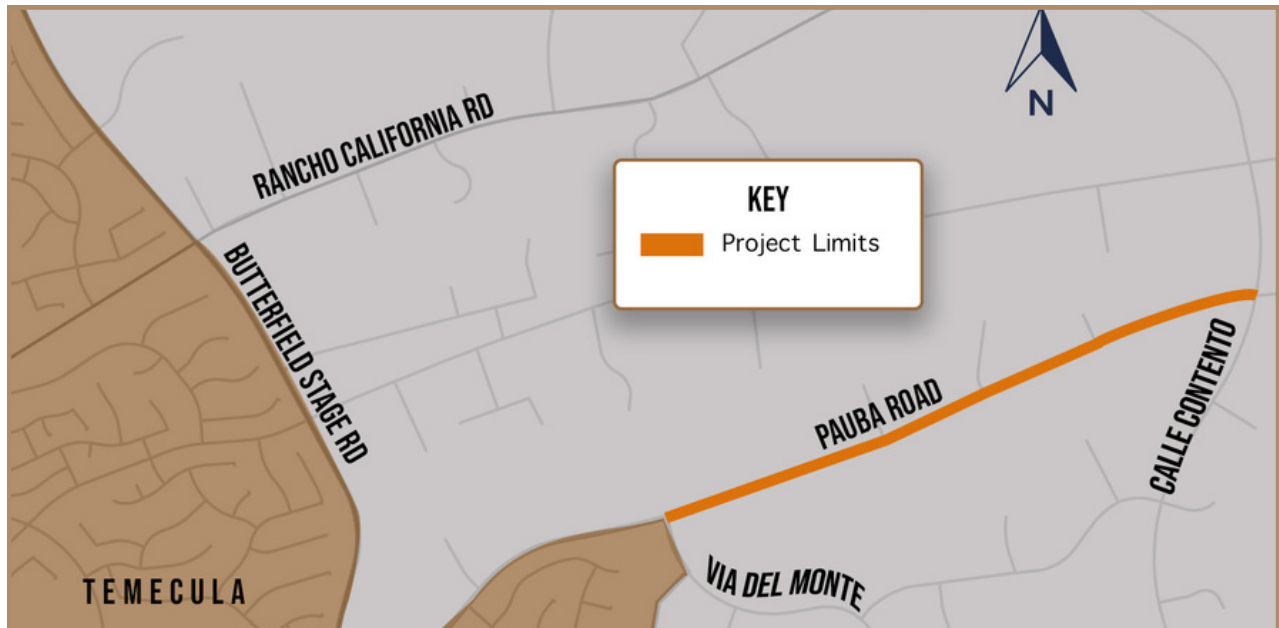 N
RANCHO CALIFORNIA RD
KEY
Project Limits
BUTTERFIELD STAGE RD
PAUBA ROAD
CALLE CONTENTO
VIA DEL MONTE
TEMECULA